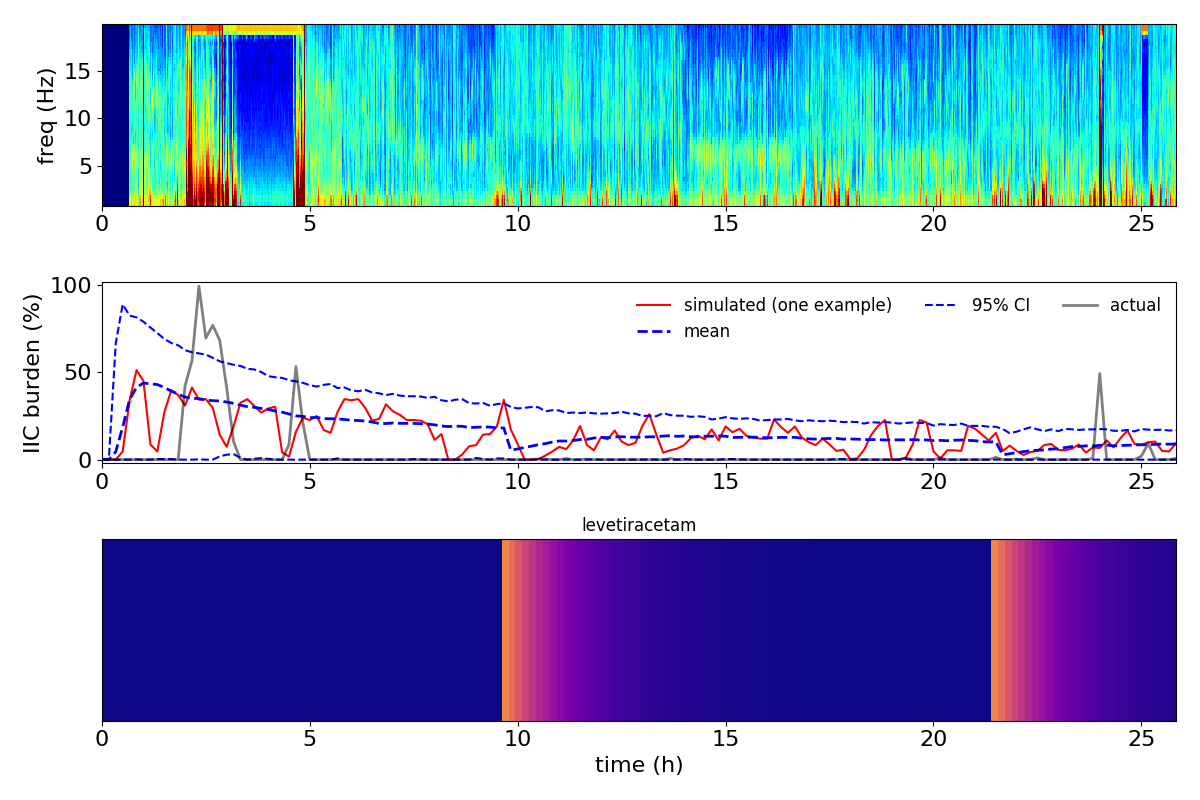 freq (Hz)
15
10
5
0 5 10 15 20 25
IIC burden (%)
100
50
0
simulated (one example) 95% CI actual
mean
0 5 10 15 20 25
levetiracetam
0 5 10 15 20 25
time (h)